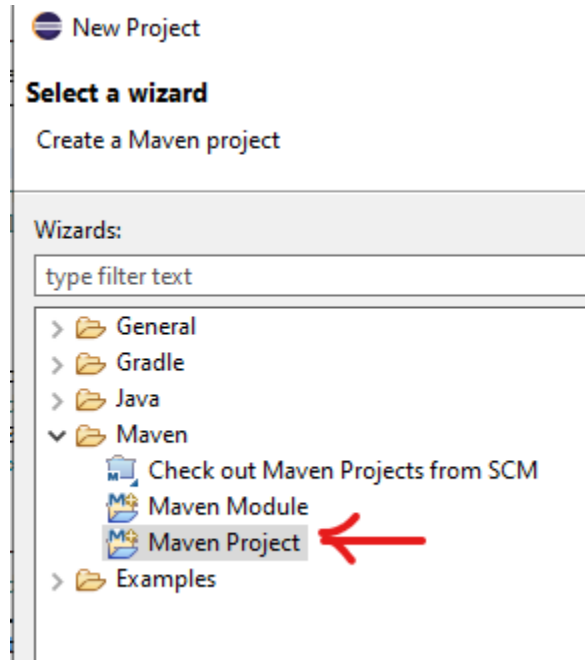 New Project
Select a wizard
Create a Maven project
Wizards:
type filter text
General
Gradle
Java
Maven
Check out Maven Projects from SCM
Maven Module
Maven Project
Examples